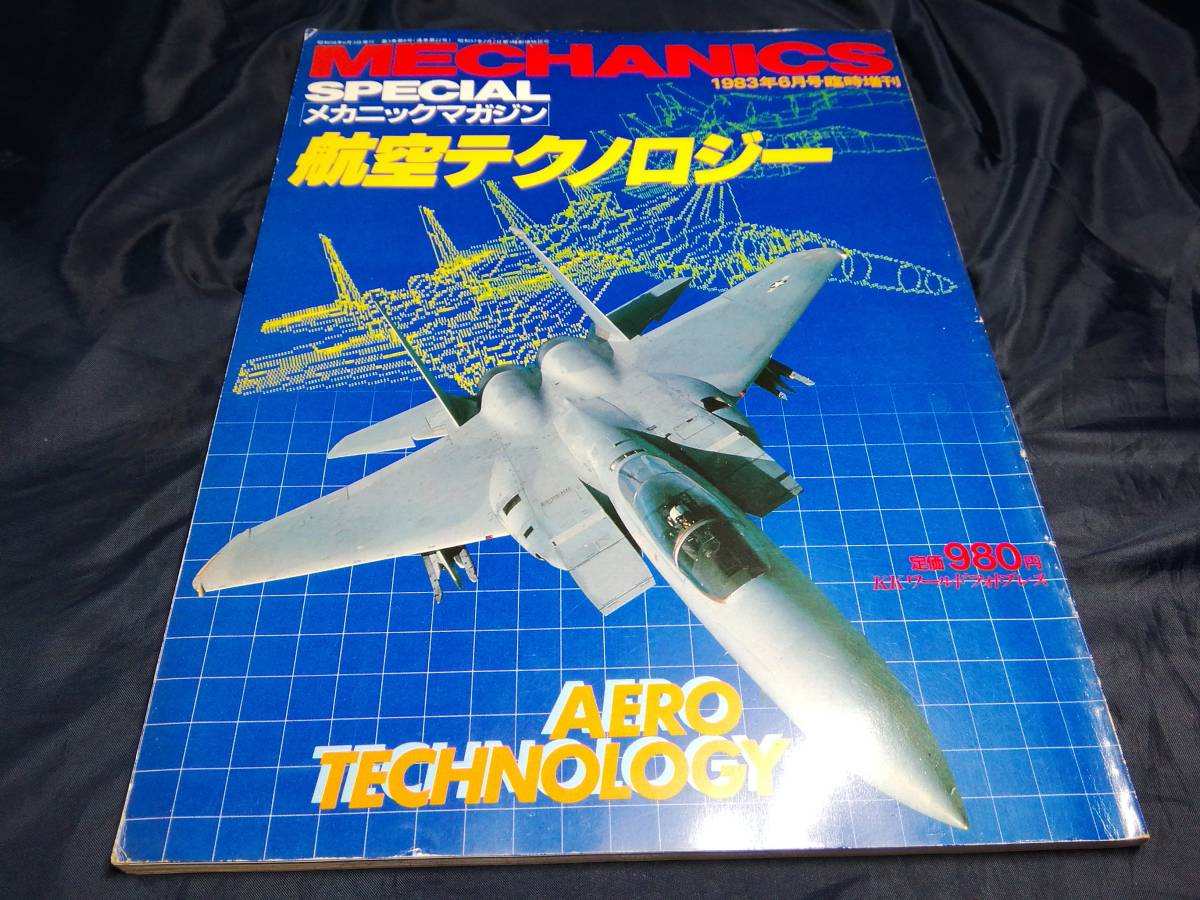 MECHANICS
1983年6月号臨時増刊
SPECIAL
メカニックマガジン
航空テクノロジー
定価980円
KKワールドフォトプレス
AERO
TECHNOLOGY